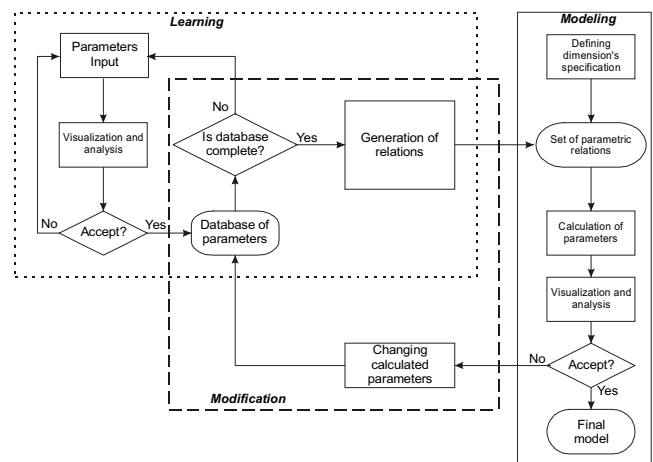 Learning
Modeling
Parameters
Input
Defining
dimension's
specification
No
Visualization and
analysis
Is database
complete?
Yes
Generation of
relations
Set of parametric
relations
No
Accept?
Yes
Database of
parameters
Calculation of
parameters
Visualization and
analysis
Changing
calculated
parameters
No
Accept?
Yes
Modification
Final
model